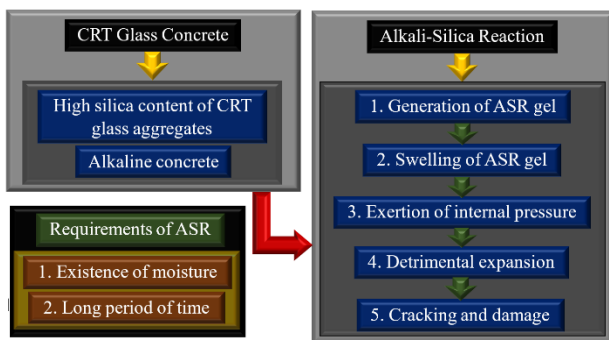 CRT Glass Concrete
High silica content of CRT
glass aggregates
Alkaline concrete
Requirements of ASR
1. Existence of moisture
2. Long period of time
Alkali-Silica Reaction
1. Generation of ASR gel
2. Swelling of ASR gel
3. Exertion of internal pressure
4. Detrimental expansion
5. Cracking and damage